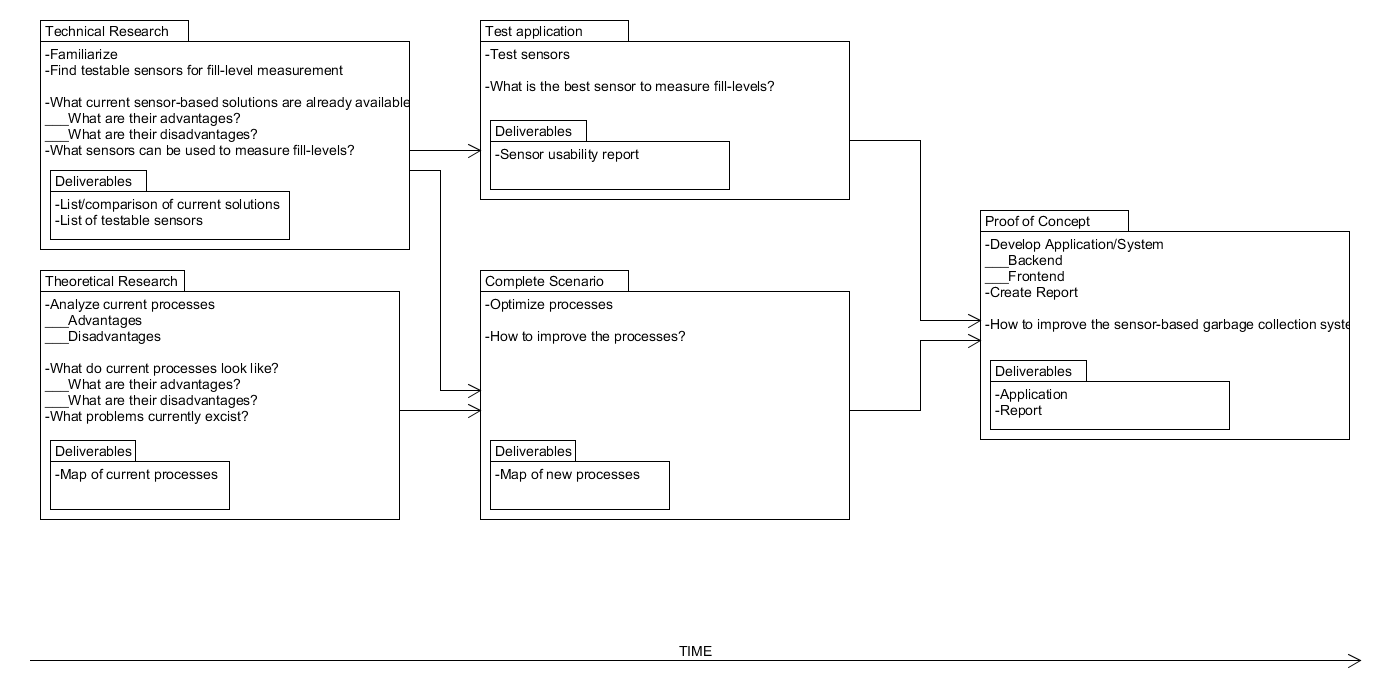 Technical Research
-Familiarize
-Find testable sensors for fill-level measurement
-What current sensor-based solutions are already available
___What are their advantages?
___What are their disadvantages?
-What sensors can be used to measure fill-levels?
Deliverables
-List/comparison of current solutions
-List of testable sensors
Theoretical Research
-Analyze current processes
___Advantages
___Disadvantages
-What do current processes look like?
___What are their advantages?
___What are their disadvantages?
-What problems currently excist?
Deliverables
-Map of current processes
Test application
-Test sensors
-What is the best sensor to measure fill-levels?
Deliverables
-Sensor usability report
Complete Scenario
-Optimize processes
-How to improve the processes?
Deliverables
-Map of new processes
Proof of Concept
-Develop Application/System
___Backend
___Frontend
-Create Report
-How to improve the sensor-based garbage collection syste
Deliverables
-Application
-Report
TIME